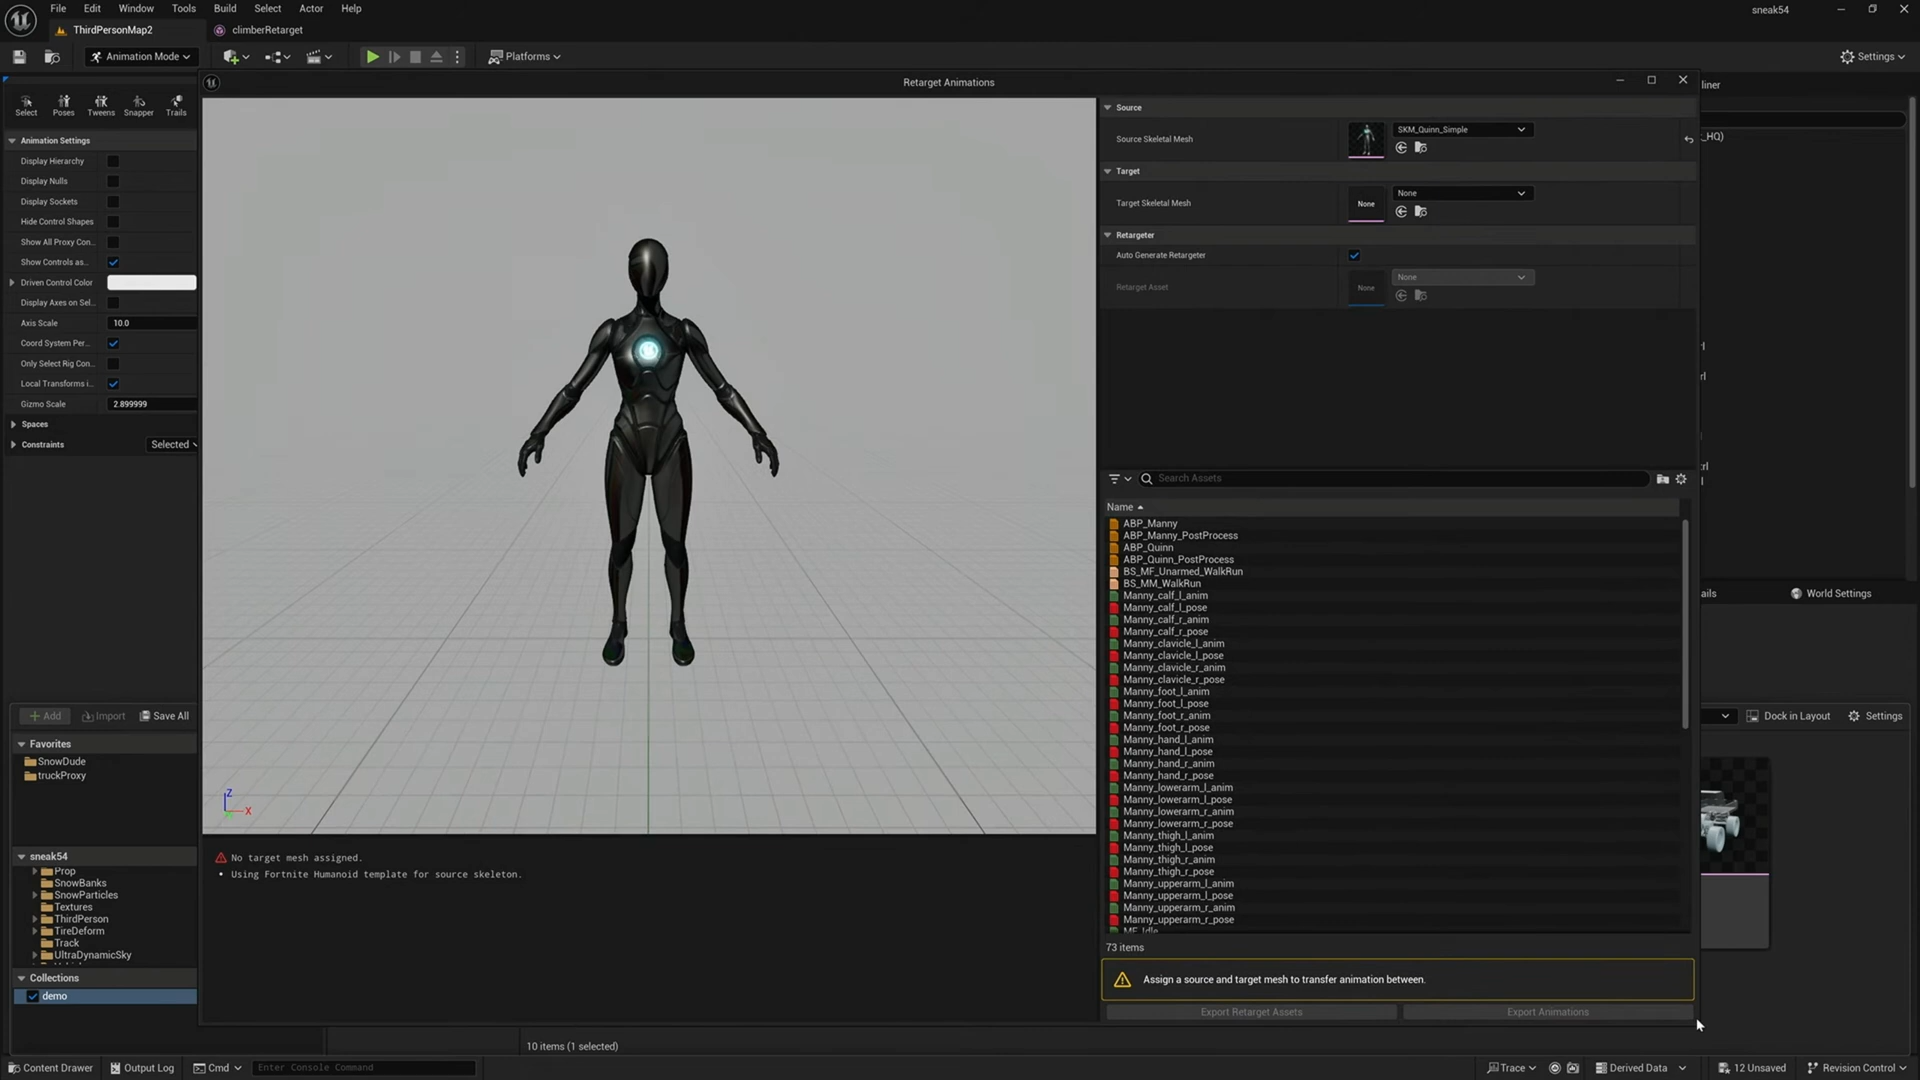 File Edit Window Tools Build Select Actor Help
sneak54
ThirdPersonMap2
climberRetarget
Animation Mode
Platforms
Settings
Retarget Animations
liner
Select Poses Tweens Snapper Trails
Animation Settings
Display Hierarchy
Display Nulls
Display Sockets
Hide Control Shapes
Show All Proxy Con...
Show Controls as...
Driven Control Color
Display Axes on Sel...
Axis Scale 10.0
Coord System Per...
Only Select Rig Con...
Local Transforms i...
Gizmo Scale 2.899999
Spaces
Constraints Selected
Source
Source Skeletal Mesh
SKM_Quinn_Simple
Target
Target Skeletal Mesh
None
None
Retargeter
Auto Generate Retargeter
Retarget Asset
None
None
_HQ)
Search Assets
Name
ABP_Manny
ABP_Manny_PostProcess
ABP_Quinn
ABP_Quinn_PostProcess
BS_MF_Unarmed_WalkRun
BS_MM_WalkRun
Manny_calf_l_anim
Manny_calf_l_pose
Manny_calf_r_anim
Manny_calf_r_pose
Manny_clavicle_l_anim
Manny_clavicle_l_pose
Manny_clavicle_r_anim
Manny_clavicle_r_pose
Manny_foot_l_anim
Manny_foot_l_pose
Manny_foot_r_anim
Manny_foot_r_pose
Manny_hand_l_anim
Manny_hand_l_pose
Manny_hand_r_anim
Manny_hand_r_pose
Manny_lowerarm_l_anim
Manny_lowerarm_l_pose
Manny_lowerarm_r_anim
Manny_lowerarm_r_pose
Manny_thigh_l_anim
Manny_thigh_l_pose
Manny_thigh_r_anim
Manny_thigh_r_pose
Manny_upperarm_l_anim
Manny_upperarm_l_pose
Manny_upperarm_r_anim
Manny_upperarm_r_pose
MF_Idle
73 items
Assign a source and target mesh to transfer animation between.
Export Retarget Assets
Export Animations
ails
World Settings
Dock in Layout
Settings
Z
X
No target mesh assigned.
• Using Fortnite Humanoid template for source skeleton.
+ Add Import Save All
Favorites
SnowDude
truckProxy
sneak54
Prop
SnowBanks
SnowParticles
Textures
ThirdPerson
TireDeform
Track
UltraDynamicSky
Collections
demo
10 items (1 selected)
Content Drawer
Output Log
Cmd
Enter Console Command
Trace
Derived Data
12 Unsaved
Revision Control